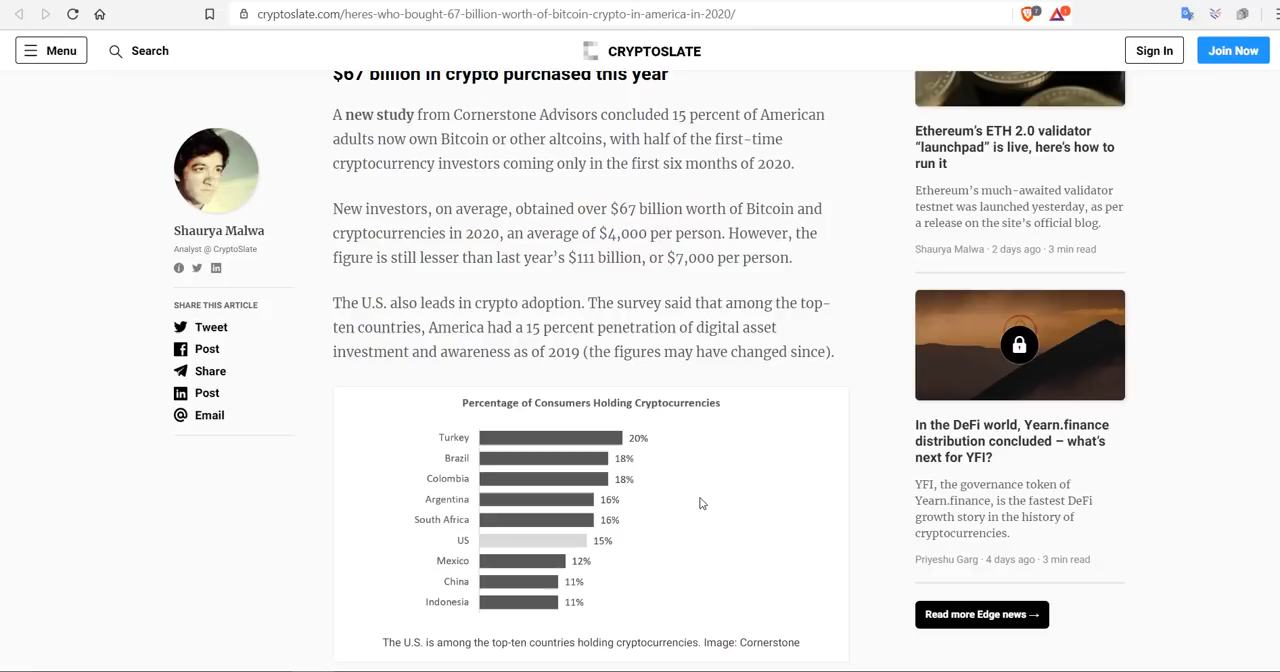 cryptoslate.com/heres-who-bought-67-billion-worth-of-bitcoin-crypto-in-america-in-2020/
7
1
Menu
Search
CRYPTOSLATE
Sign In
Join Now
Shaurya Malwa
Analyst @ CryptoSlate
SHARE THIS ARTICLE
Tweet
Post
Share
Post
Email
$67 billion in crypto purchased this year
A new study from Cornerstone Advisors concluded 15 percent of American
adults now own Bitcoin or other altcoins, with half of the first-time
cryptocurrency investors coming only in the first six months of 2020.
New investors, on average, obtained over $67 billion worth of Bitcoin and
cryptocurrencies in 2020, an average of $4,000 per person. However, the
figure is still lesser than last year's $111 billion, or $7,000 per person.
The U.S. also leads in crypto adoption. The survey said that among the top-
ten countries, America had a 15 percent penetration of digital asset
investment and awareness as of 2019 (the figures may have changed since).
Percentage of Consumers Holding Cryptocurrencies
Turkey 20%
Brazil 18%
Colombia 18%
Argentina 16%
South Africa 16%
US 15%
Mexico 12%
China 11%
Indonesia 11%
The U.S. is among the top-ten countries holding cryptocurrencies. Image: Cornerstone
Ethereum's ETH 2.0 validator
"launchpad" is live, here's how to
run it
Ethereum's much-awaited validator
testnet was launched yesterday, as per
a release on the site's official blog.
Shaurya Malwa · 2 days ago · 3 min read
In the DeFi world, Yearn.finance
distribution concluded – what's
next for YFI?
YFI, the governance token of
Yearn.finance, is the fastest DeFi
growth story in the history of
cryptocurrencies.
Priyeshu Garg · 4 days ago · 3 min read
Read more Edge news →